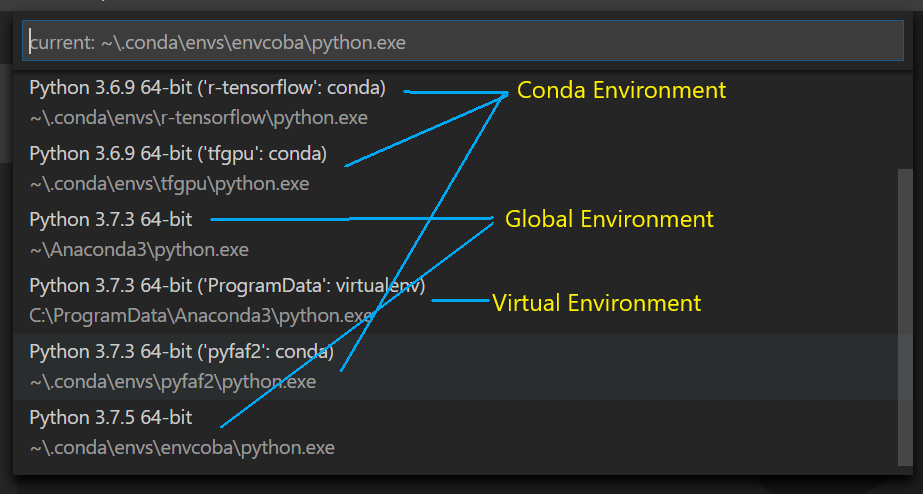 current: ~\.conda\envs\envcoba\python.exe
Python 3.6.9 64-bit ('r-tensorflow': conda)
Conda Environment
~\.conda\envs\r-tensorflow\python.exe
Python 3.6.9 64-bit ('tfgpu': conda)
~\.conda\envs\tfgpu\python.exe
Python 3.7.3 64-bit
Global Environment
~\Anaconda3\python.exe
Python 3.7.3 64-bit ('ProgramData': virtualenv)
Virtual Environment
C:\ProgramData\Anaconda3\python.exe
Python 3.7.3 64-bit ('pyfaf2': conda)
~\.conda\envs\pyfaf2\python.exe
Python 3.7.5 64-bit
~\.conda\envs\envcoba\python.exe